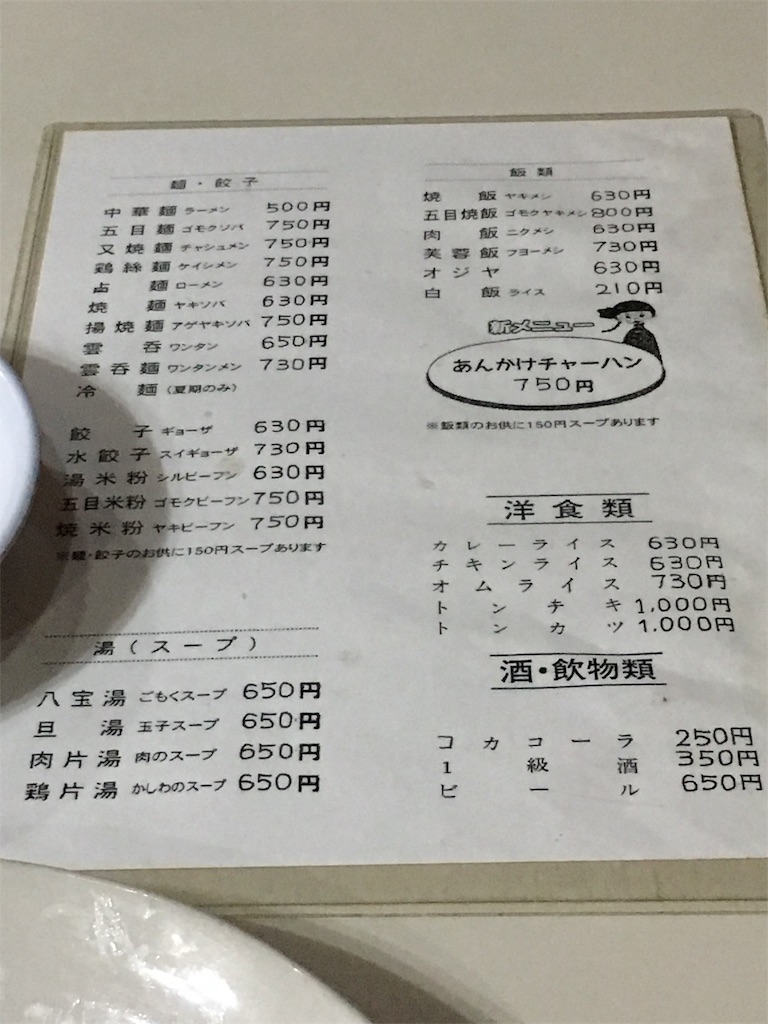 麺・餃子
中華麺 ラーメン 500円
五目麺 ゴモクソバ 750円
叉焼麺 チャシュメン 750円
鶏絲麺 ケイシメン 750円
卤麺 ローメン 630円
焼麺 ヤキソバ 630円
揚焼麺 アゲヤキソバ 750円
雲呑 ワンタン 650円
雲呑麺 ワンタンメン 730円
冷麺 (夏期のみ)
餃子 ギョーザ 630円
水餃子 スイギョーザ 730円
湯米粉 シルビーフン 630円
五目米粉 ゴモクビーフン 750円
焼米粉 ヤキビーフン 750円
※麺・餃子のお供に150円スープあります
湯(スープ)
八宝湯 ごもくスープ 650円
旦湯 玉子スープ 650円
肉片湯 肉のスープ 650円
鶏片湯 かしわのスープ 650円
飯類
焼飯 ヤキメシ 630円
五目焼飯 ゴモクヤキメシ 800円
肉飯 ニクメシ 630円
芙蓉飯 フヨーメシ 730円
オジヤ 630円
白飯 ライス 210円
新メニュー
あんかけチャーハン
750円
※飯類のお供に150円スープあります
洋食類
カレーライス 630円
チキンライス 630円
オムライス 730円
トンテキ 1,000円
トンカツ 1,000円
酒・飲物類
コカコーラ 250円
1級酒 350円
ビール 650円